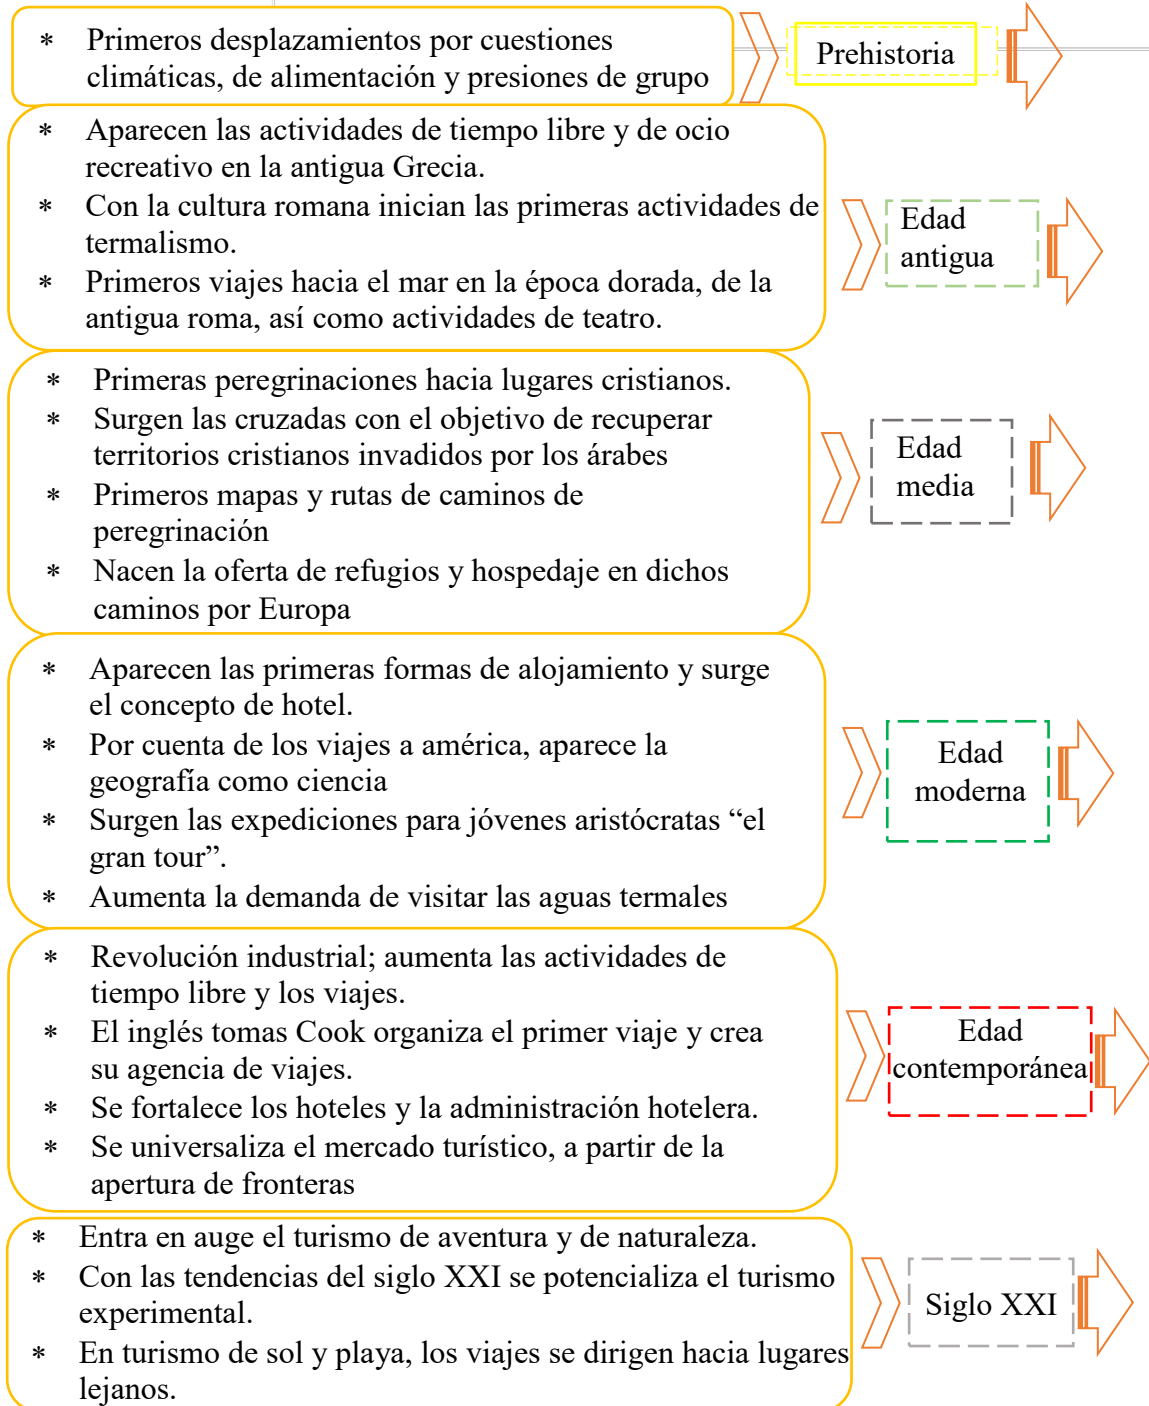 * Primeros desplazamientos por cuestiones
climáticas, de alimentación y presiones de grupo
Prehistoria
* Aparecen las actividades de tiempo libre y de ocio
recreativo en la antigua Grecia.
* Con la cultura romana inician las primeras actividades de
termalismo.
* Primeros viajes hacia el mar en la época dorada, de la
antigua roma, así como actividades de teatro.
Edad
antigua
* Primeras peregrinaciones hacia lugares cristianos.
* Surgen las cruzadas con el objetivo de recuperar
territorios cristianos invadidos por los árabes
* Primeros mapas y rutas de caminos de
peregrinación
* Nacen la oferta de refugios y hospedaje en dichos
caminos por Europa
Edad
media
* Aparecen las primeras formas de alojamiento y surge
el concepto de hotel.
* Por cuenta de los viajes a américa, aparece la
geografía como ciencia
* Surgen las expediciones para jóvenes aristócratas “el
gran tour”.
* Aumenta la demanda de visitar las aguas termales
Edad
moderna
* Revolución industrial; aumenta las actividades de
tiempo libre y los viajes.
* El inglés tomas Cook organiza el primer viaje y crea
su agencia de viajes.
* Se fortalece los hoteles y la administración hotelera.
* Se universaliza el mercado turístico, a partir de la
apertura de fronteras
Edad
contemporánea
* Entra en auge el turismo de aventura y de naturaleza.
* Con las tendencias del siglo XXI se potencializa el turismo
experimental.
* En turismo de sol y playa, los viajes se dirigen hacia lugares
lejanos.
Siglo XXI